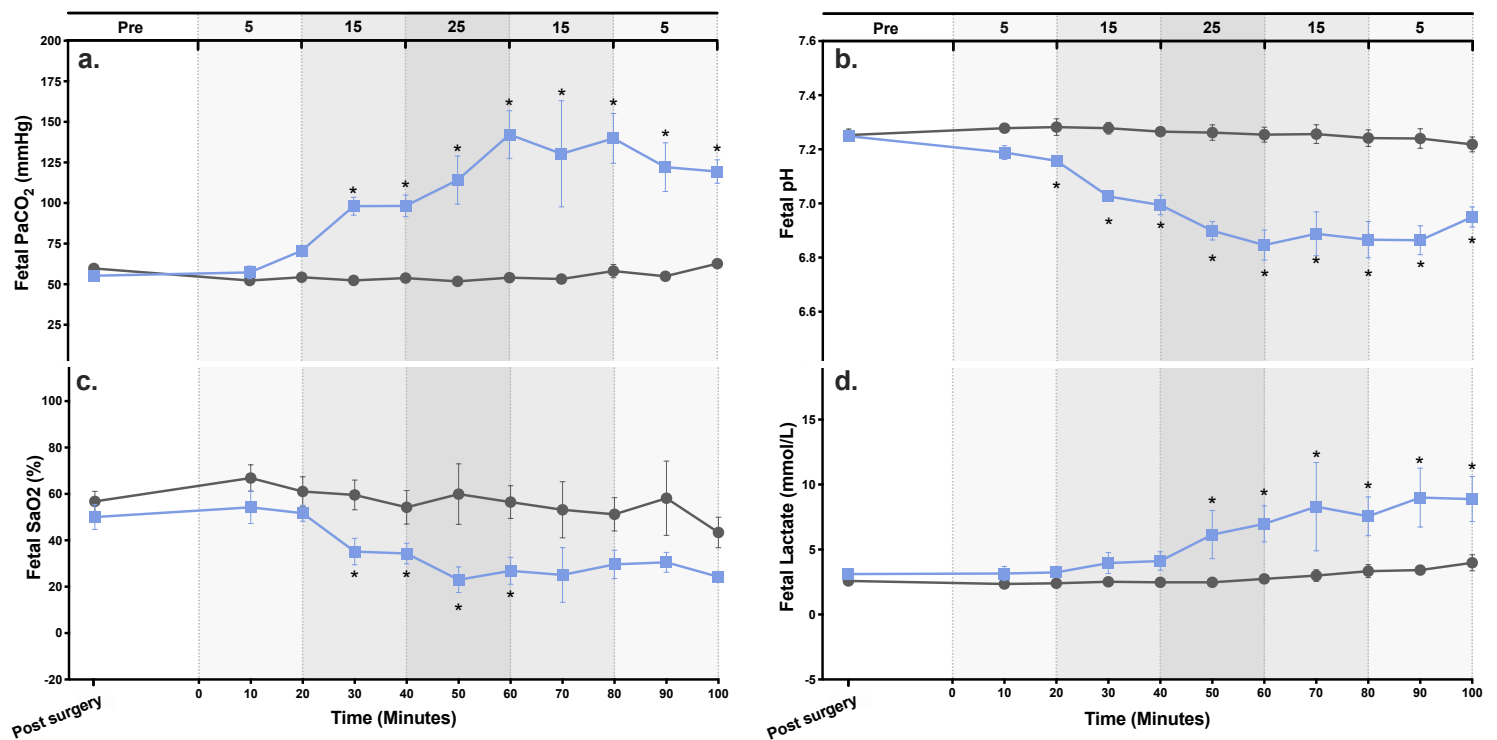 Pre 5 15 25 15 5
a.
200
175
150
125
100
75
50
25
Fetal PaCO₂ (mmHg)
* * * * * * * *
Pre 5 15 25 15 5
b.
7.6
7.4
7.2
7.0
6.8
6.6
Fetal pH
* * * * * * * * *
c.
100
80
60
40
20
0
-20
Fetal SaO2 (%)
* * * *
Post surgery 0 10 20 30 40 50 60 70 80 90 100
Time (Minutes)
d.
15
10
5
0
-5
Fetal Lactate (mmol/L)
* * * * * *
Post surgery 0 10 20 30 40 50 60 70 80 90 100
Time (Minutes)